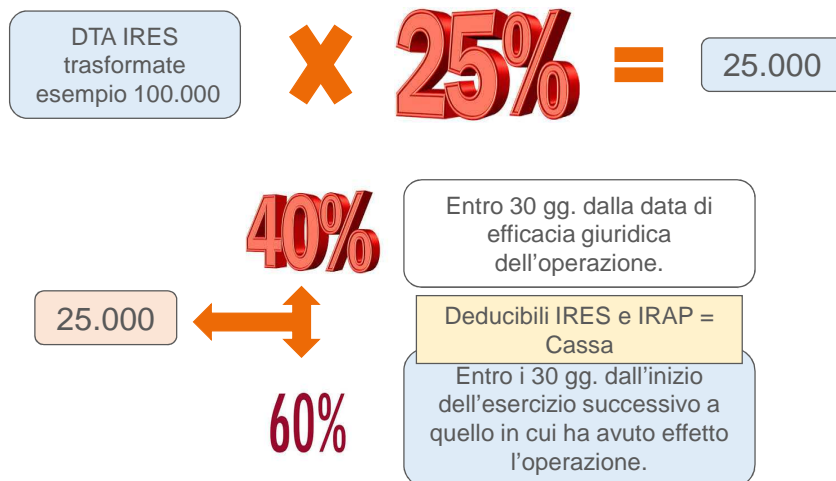 DTA IRES
trasformate
esempio 100.000
25%
25.000
40%
Entro 30 gg. dalla data di
efficacia giuridica
dell'operazione.
25.000
Deducibili IRES e IRAP =
Cassa
60%
Entro i 30 gg. dall'inizio
dell'esercizio successivo a
quello in cui ha avuto effetto
l'operazione.